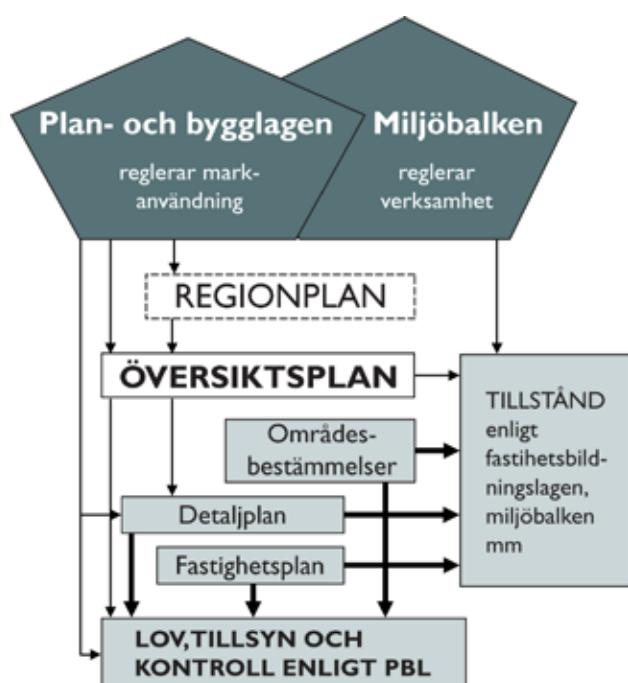 Plan- och bygglagen
reglerar mark-
användning
Miljöbalken
reglerar
verksamhet
REGIONPLAN
ÖVERSIKTSPLAN
TILLSTÅND
enligt
fastihetsbild-
ningslagen,
miljöbalken
mm
Områdes-
bestämmelser
Detaljplan
Fastighetsplan
LOV,TILLSYN OCH
KONTROLL ENLIGT PBL